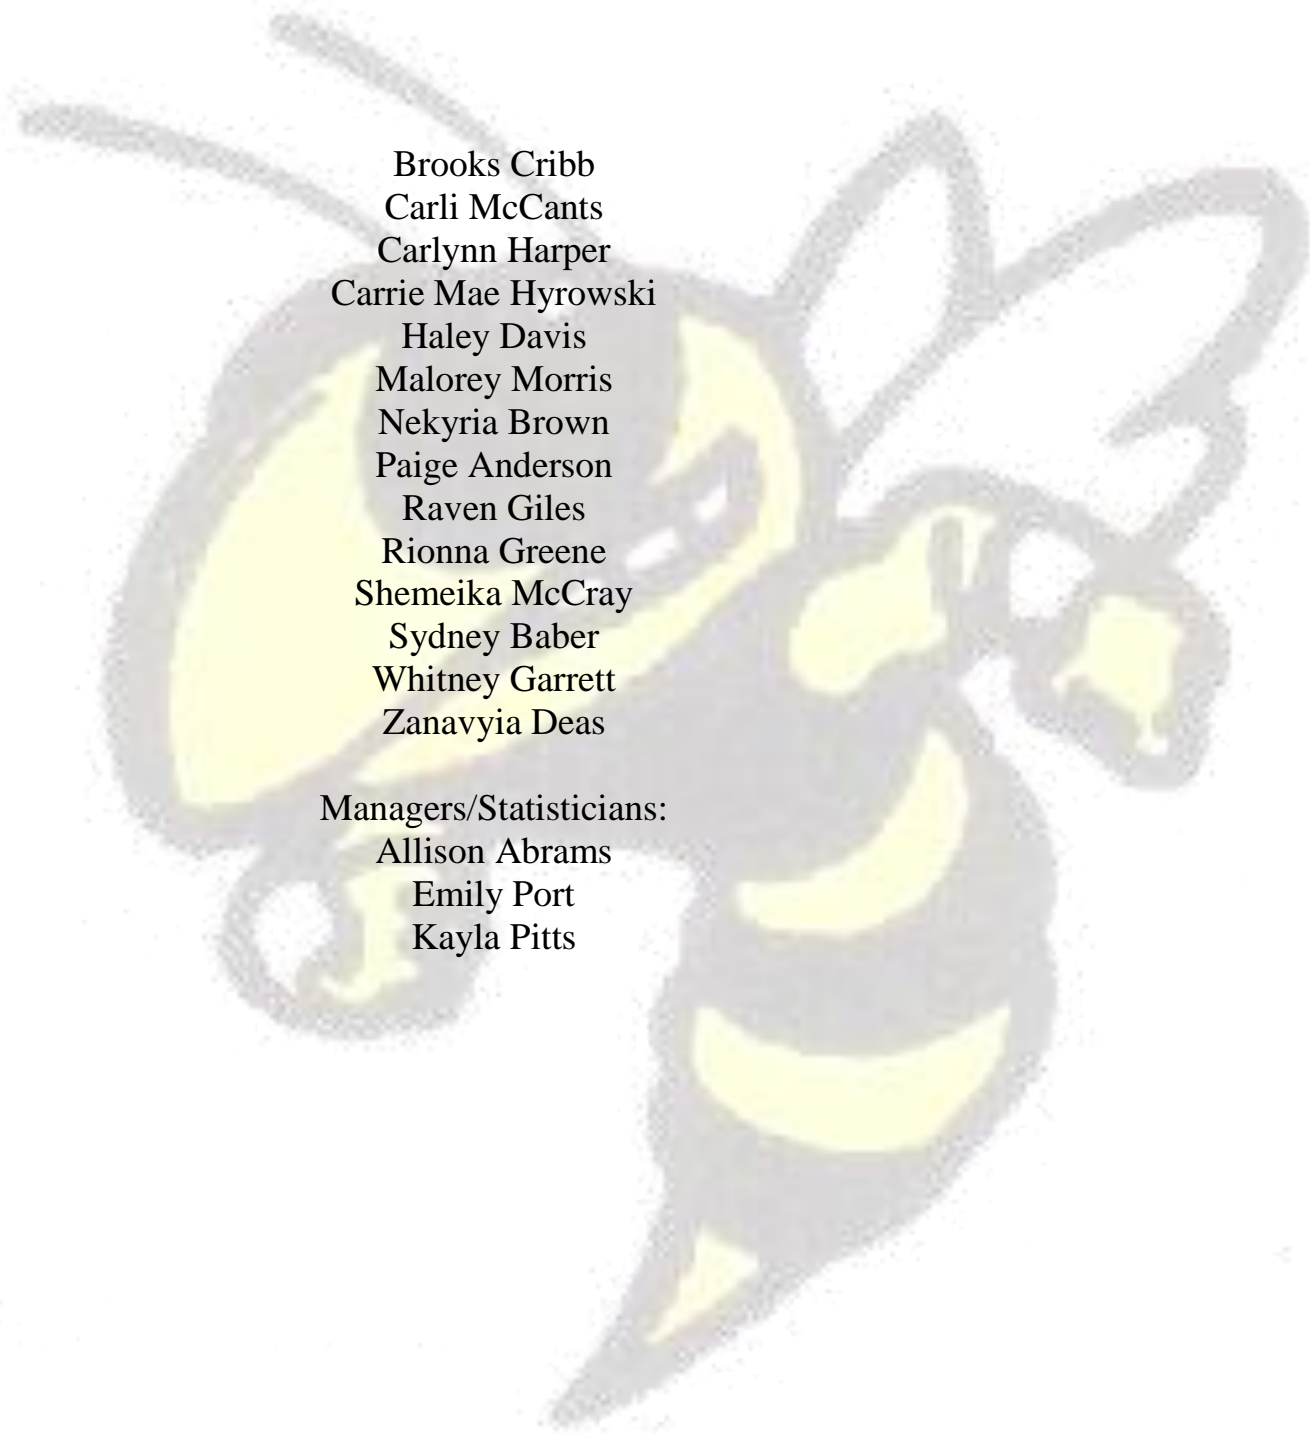 Brooks Cribb
Carli McCants
Carlynn Harper
Carrie Mae Hyrowski
Haley Davis
Malorey Morris
Nekyria Brown
Paige Anderson
Raven Giles
Rionna Greene
Shemeika McCray
Sydney Baber
Whitney Garrett
Zanavyia Deas
Managers/Statisticians:
Allison Abrams
Emily Port
Kayla Pitts